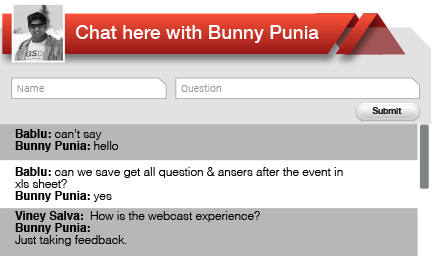 Chat here with Bunny Punia
GSD
Name
Question
Submit
Bablu: can't say
Bunny Punia: hello
Bablu: can we save get all question & ansers after the event in
xls sheet?
Bunny Punia: yes
Viney Salva: How is the webcast experience?
Bunny Punia:
Just taking feedback.